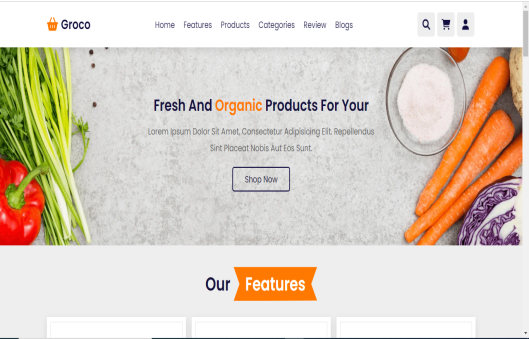 Groco
Home Features Products Categories Review Blogs
Fresh And Organic Products For Your
Lorem Ipsum Dolor Sit Amet, Consectetur Adipisicing Elit. Repellendus
Sint Placeat Nobis Aut Eos Sunt.
Shop Now
Our Features